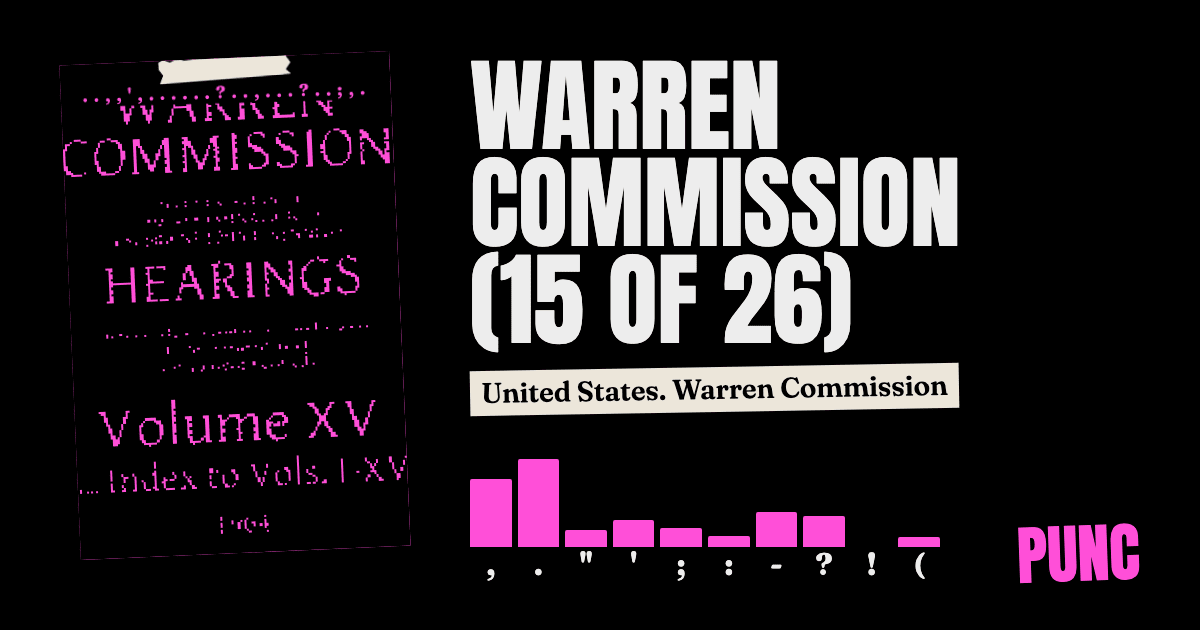 WARREN
COMMISSION
HEARINGS
Volume XV
Index to Vols. I-XV
1964
WARREN
COMMISSION
(15 OF 26)
United States. Warren Commission
, . " ' ; : - ? ! (
PUNC